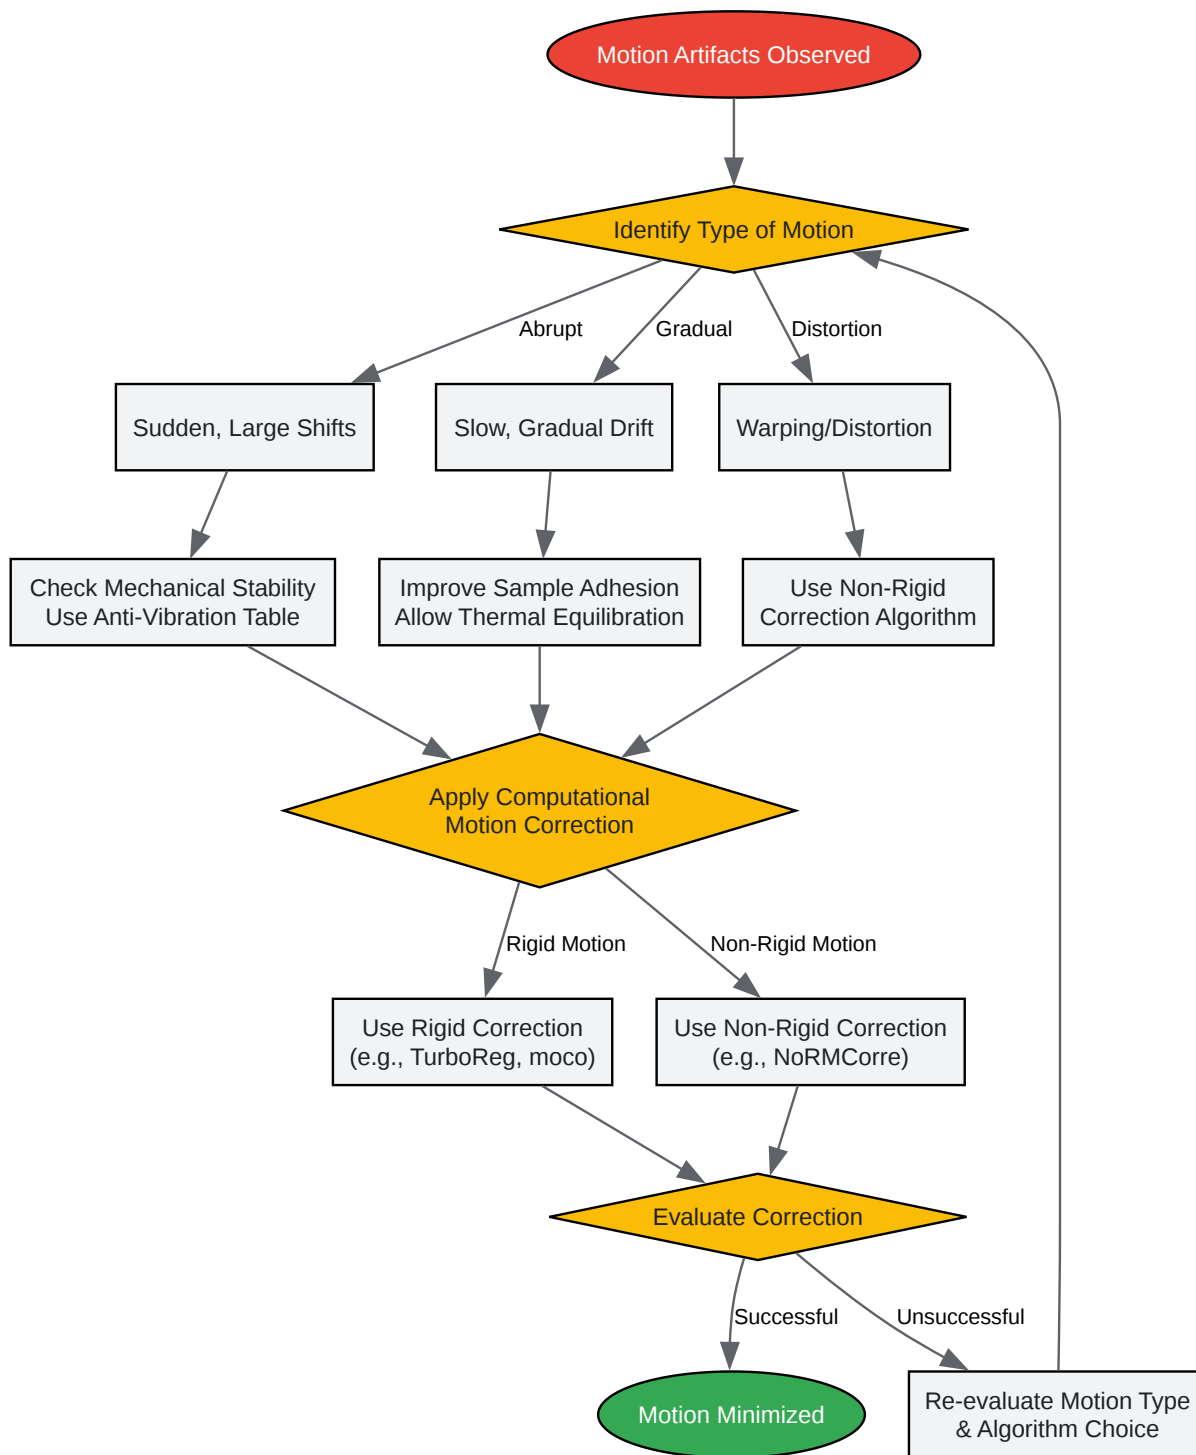 Motion Artifacts Observed
Identify Type of Motion
Abrupt
Gradual
Distortion
Sudden, Large Shifts
Slow, Gradual Drift
Warping/Distortion
Check Mechanical Stability
Use Anti-Vibration Table
Improve Sample Adhesion
Allow Thermal Equilibration
Use Non-Rigid
Correction Algorithm
Apply Computational
Motion Correction
Rigid Motion
Non-Rigid Motion
Use Rigid Correction
(e.g., TurboReg, moco)
Use Non-Rigid Correction
(e.g., NoRMCorre)
Evaluate Correction
Successful
Unsuccessful
Motion Minimized
Re-evaluate Motion Type
& Algorithm Choice